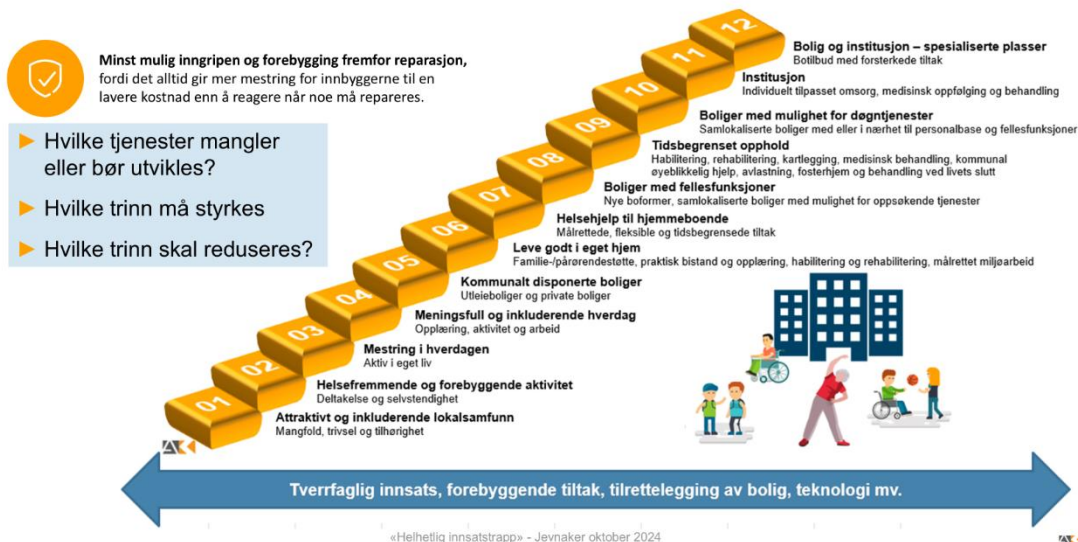 Minst mulig inngripen og forebygging fremfor reparasjon,
fordi det alltid gir mer mestring for innbyggerne til en
lavere kostnad enn å reagere når noe må repareres.
Hvilke tjenester mangler
eller bør utvikles?
Hvilke trinn må styrkes
Hvilke trinn skal reduseres?
12
Bolig og institusjon – spesialiserte plasser
Botilbud med forsterkede tiltak
11
Institusjon
Individuelt tilpasset omsorg, medisinsk oppfølging og behandling
10
Boliger med mulighet for døgntjenester
Samlokaliserte boliger med eller i nærhet til personalbase og fellesfunksjoner
09
Tidsbegrenset opphold
Habilitering, rehabilitering, kartlegging, medisinsk behandling, kommunal
øyeblikkelig hjelp, avlastning, fosterhjem og behandling ved livets slutt
08
Boliger med fellesfunksjoner
Nye boformer, samlokaliserte boliger med mulighet for oppsøkende tjenester
07
Helsehjelp til hjemmeboende
Målrettede, fleksible og tidsbegrensede tiltak
06
Leve godt i eget hjem
Familie-/pårørendestøtte, praktisk bistand og opplæring, habilitering og rehabilitering, målrettet miljøarbeid
05
Kommunalt disponerte boliger
Utleieboliger og private boliger
04
Meningsfull og inkluderende hverdag
Opplæring, aktivitet og arbeid
03
Mestring i hverdagen
Aktiv i eget liv
02
Helsefremmende og forebyggende aktivitet
Deltakelse og selvstendighet
01
Attraktivt og inkluderende lokalsamfunn
Mangfold, trivsel og tilhørighet
Tverrfaglig innsats, forebyggende tiltak, tilrettelegging av bolig, teknologi mv.
«Helhetlig innsatstrapp» - Jevnaker oktober 2024